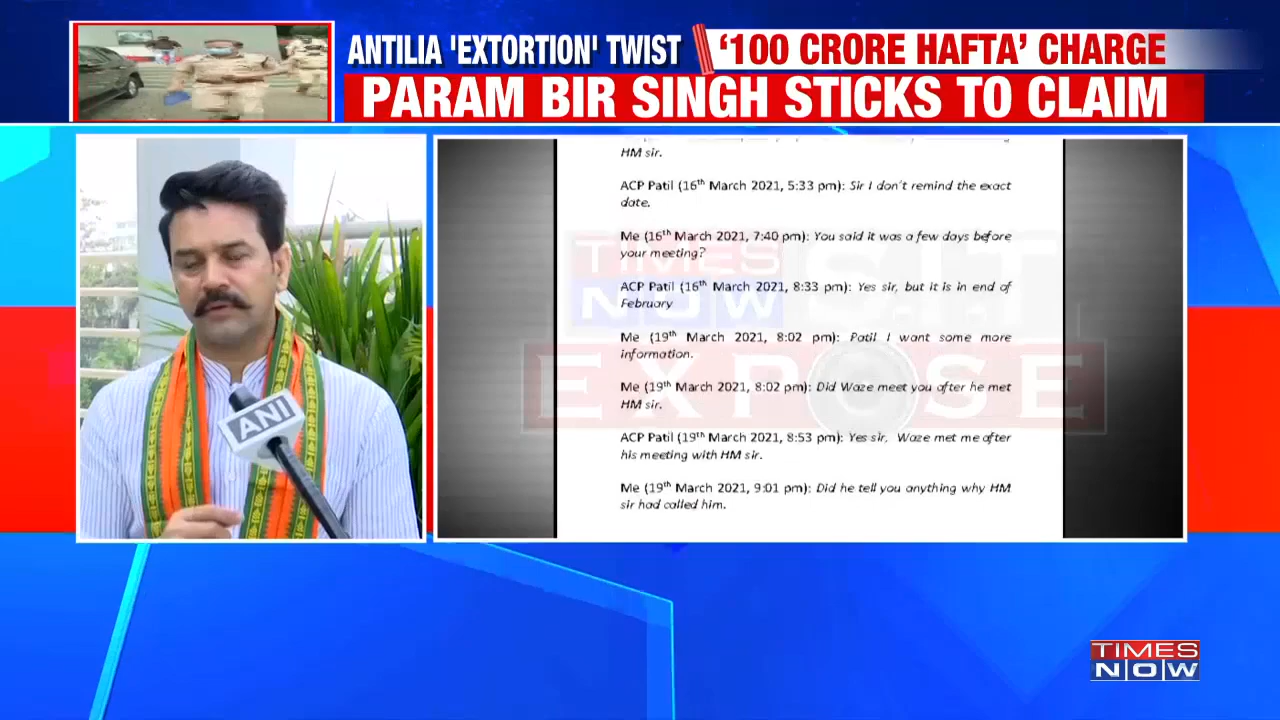 ANTILIA 'EXTORTION' TWIST
‘100 CRORE HAFTA’ CHARGE
PARAM BIR SINGH STICKS TO CLAIM
ANI
HM sir.
ACP Patil (16th March 2021, 5:33 pm): Sir I don't remind the exact
date.
Me (16th March 2021, 7:40 pm): You said it was a few days before
your meeting?
ACP Patil (16th March 2021, 8:33 pm): Yes sir, but it is in end of
February
Me (19th March 2021, 8:02 pm): Patil I want some more
information.
Me (19th March 2021, 8:02 pm): Did Waze meet you after he met
HM sir.
ACP Patil (19th March 2021, 8:53 pm): Yes sir, Waze met me after
his meeting with HM sir.
Me (19th March 2021, 9:01 pm): Did he tell you anything why HM
sir had called him.
TIMES
NOW
S.I.T
EXPOSE
TIMES
NOW